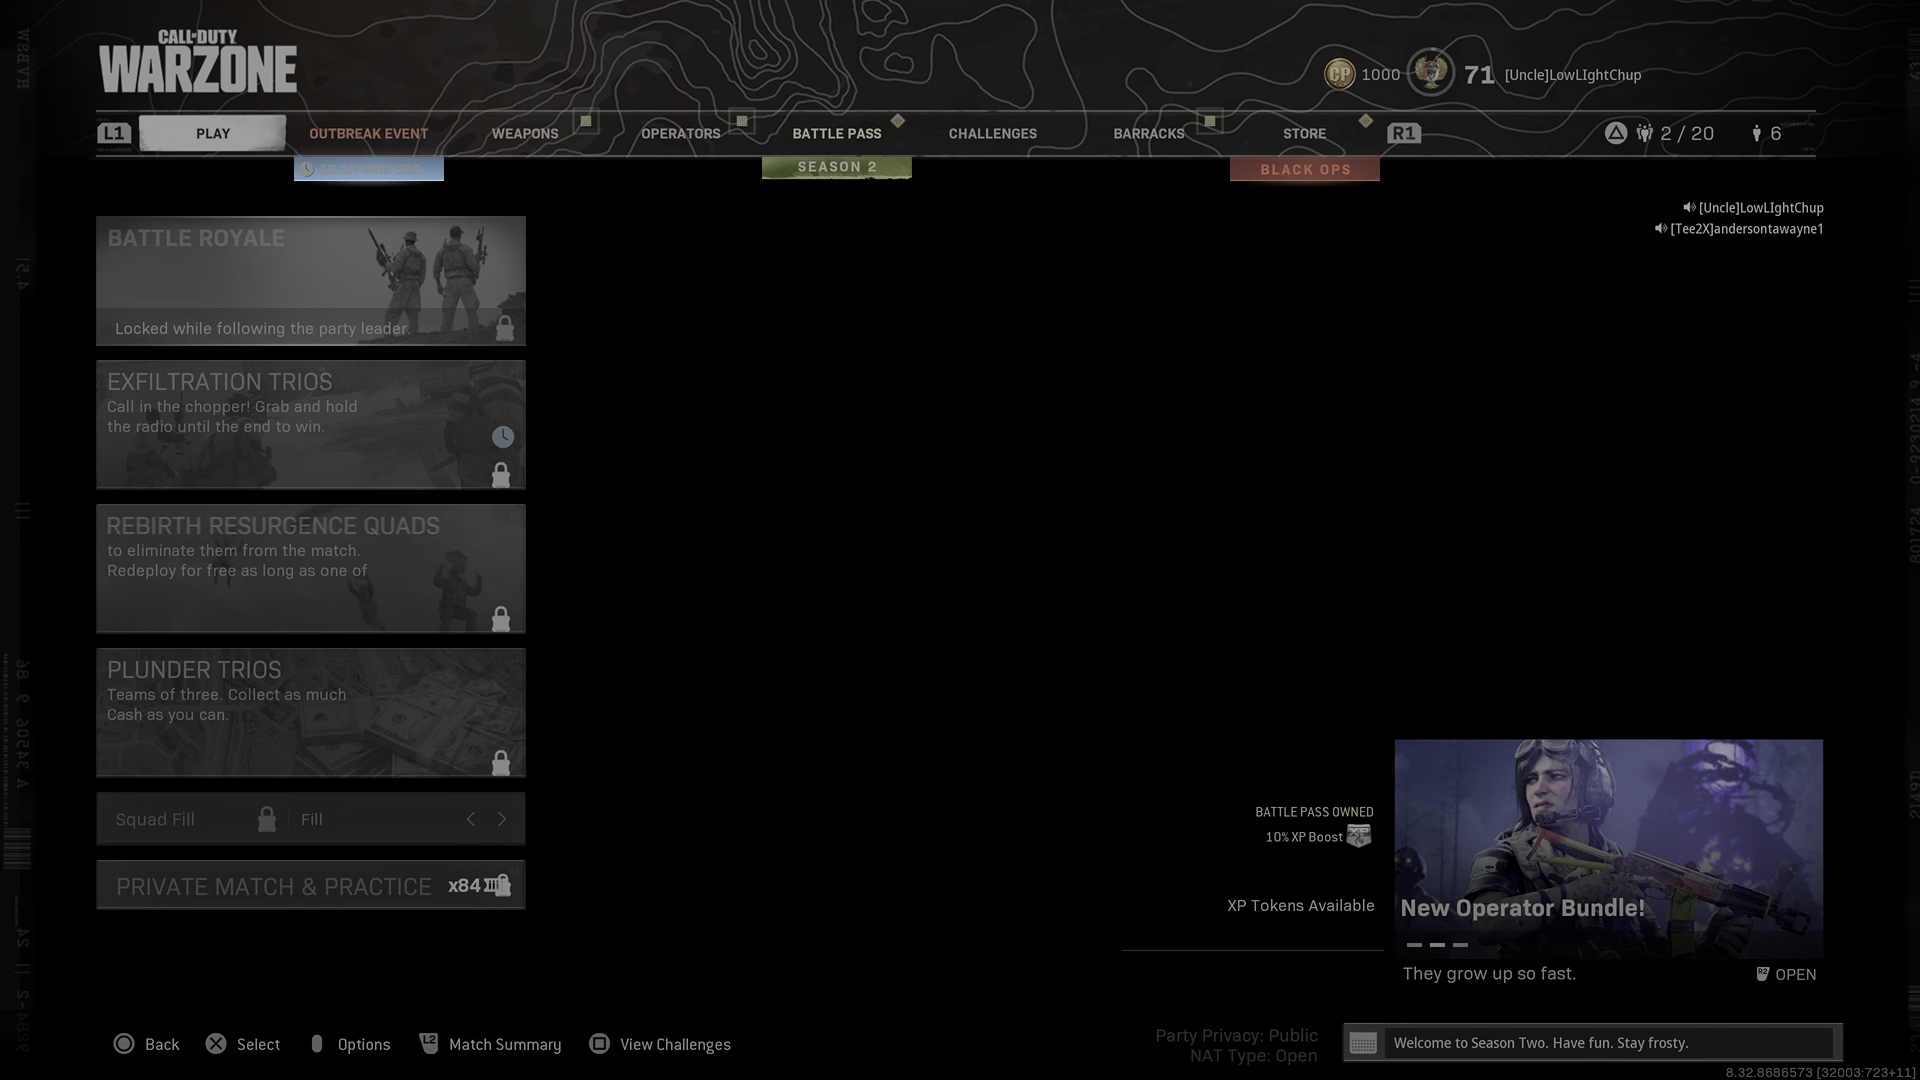 CALL OF DUTY
WARZONE
CP 1000 71 [Uncle]LowLIghtChup
L1 PLAY OUTBREAK EVENT WEAPONS OPERATORS BATTLE PASS CHALLENGES BARRACKS STORE R1 2 / 20 6
SEASON 2
BLACK OPS
[Uncle]LowLIghtChup
[Tee2X]andersontawayne1
BATTLE ROYALE
Locked while following the party leader.
EXFILTRATION TRIOS
Call in the chopper! Grab and hold
the radio until the end to win.
REBIRTH RESURGENCE QUADS
to eliminate them from the match.
Redeploy for free as long as one of
PLUNDER TRIOS
Teams of three. Collect as much
Cash as you can.
Squad Fill Fill
PRIVATE MATCH & PRACTICE x84
BATTLE PASS OWNED
10% XP Boost XP
XP Tokens Available
New Operator Bundle!
They grow up so fast.
R2 OPEN
Back Select Options L2 Match Summary View Challenges
Party Privacy: Public
NAT Type: Open
Welcome to Season Two. Have fun. Stay frosty.
8.32.8686573 [32003:723+11]